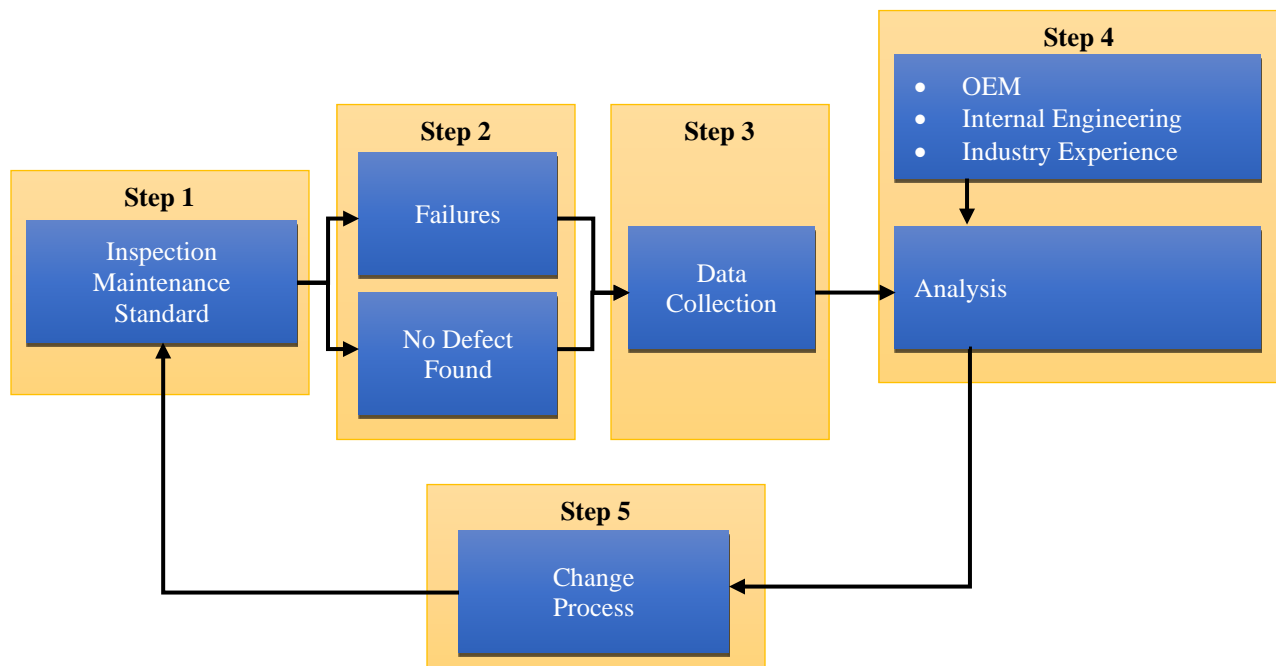 Step 1
Inspection
Maintenance
Standard
Step 2
Failures
No Defect
Found
Step 3
Data
Collection
Step 4
• OEM
• Internal Engineering
• Industry Experience
Analysis
Step 5
Change
Process